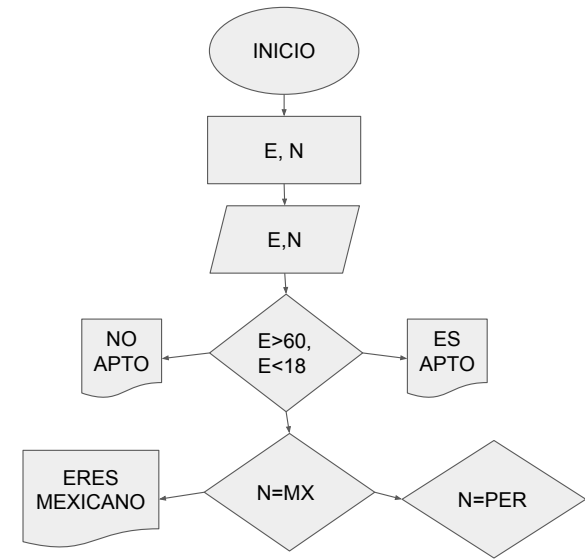 INICIO
E, N
E,N
NO
APTO
E>60,
E<18
ES
APTO
ERES
MEXICANO
N=MX
N=PER